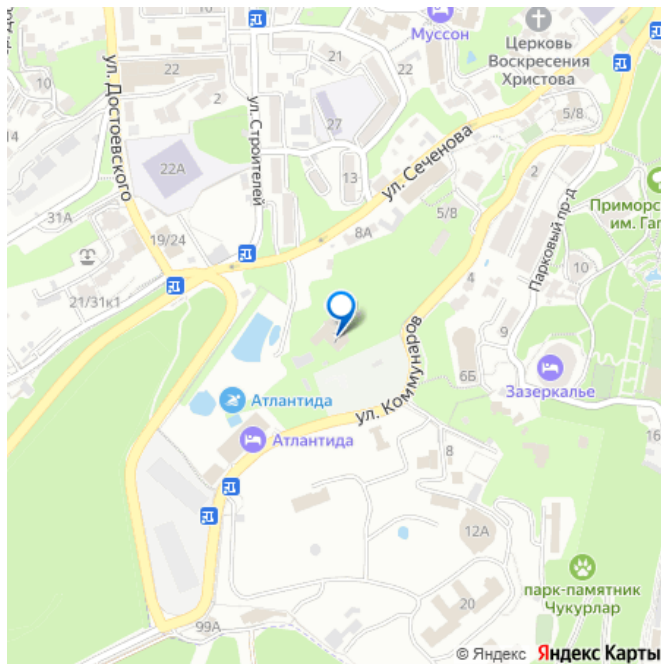 Муссон
Церковь
Воскресения
Христова
10
22
2
21
22
27
5/8
14
ул. Достоевского
ул. Строителей
ул. Сеченова
22А
13
2
31А
19/24
8А
5/8
Парковый пр-д
Приморс
им. Гаг
10
21/31к1
4
9
6Б
Зазеркалье
ул. Коммунаров
Атлантида
Атлантида
8
16
12А
парк-памятник
Чукурлар
20
99А
© Яндекс Яндекс Карты